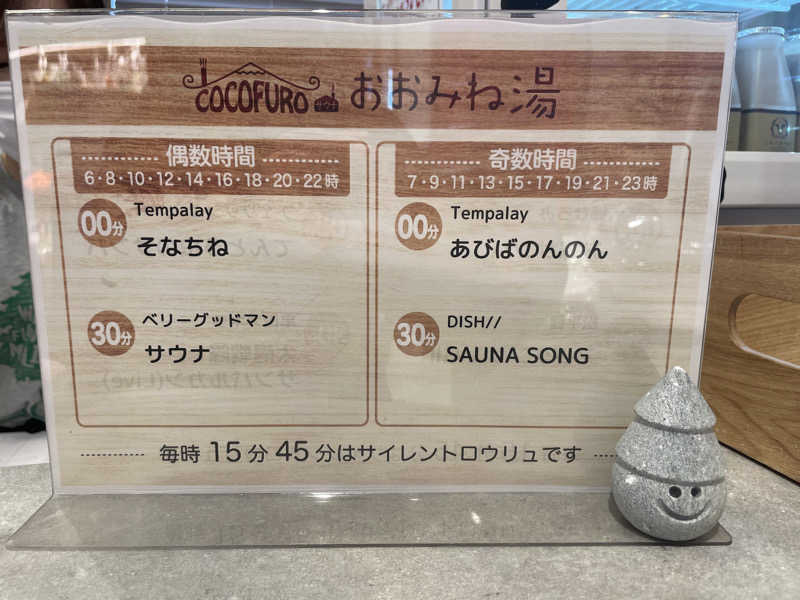 COCOFURO おおみね湯
偶数時間
6・8・10・12・14・16・18・20・22時
00分 Tempalay
そなちね
30分 ベリーグッドマン
サウナ
奇数時間
7・9・11・13・15・17・19・21・23時
00分 Tempalay
あびばのんのん
30分 DISH//
SAUNA SONG
毎時 15分 45分はサイレントロウリュです